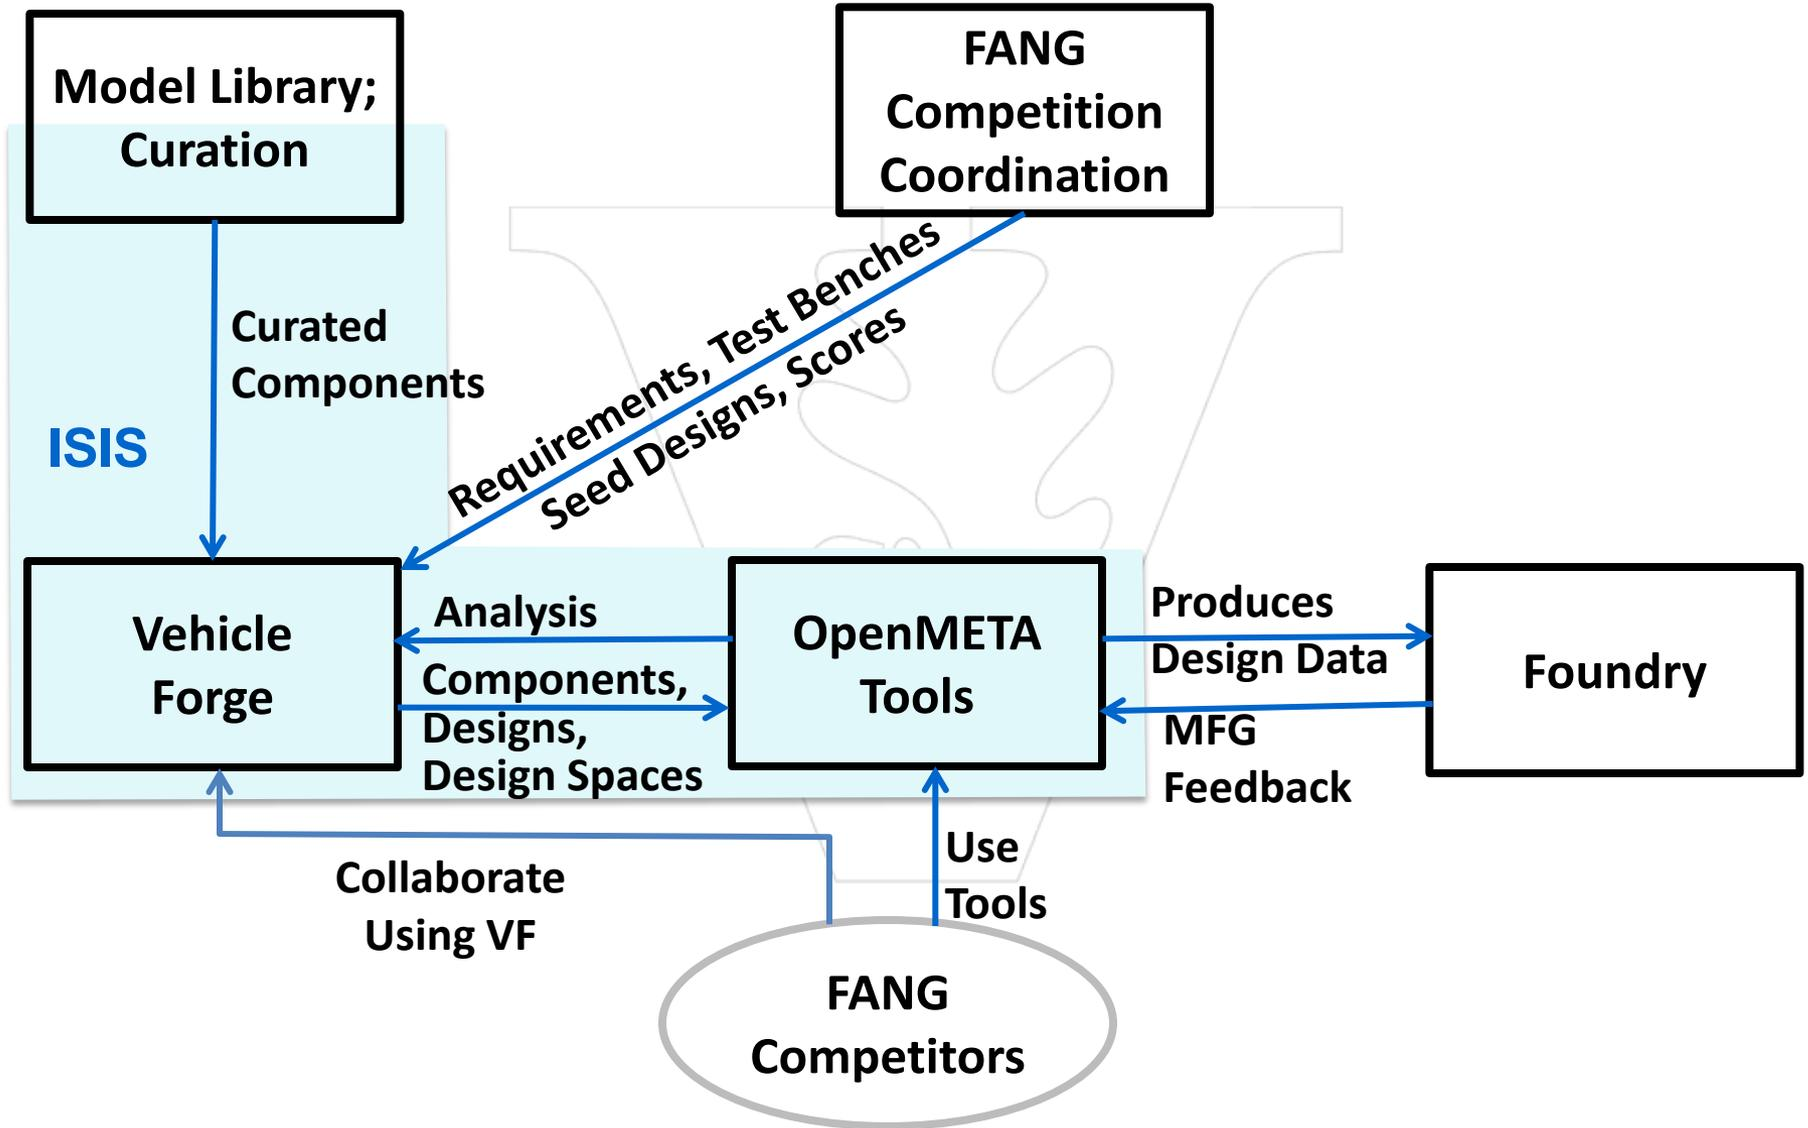 Model Library;
Curation
FANG
Competition
Coordination
Curated
Components
Requirements, Test Benches
Seed Designs, Scores
ISIS
Vehicle
Forge
Analysis
Components,
Designs,
Design Spaces
OpenMETA
Tools
Produces
Design Data
MFG
Feedback
Foundry
Collaborate
Using VF
Use
Tools
FANG
Competitors